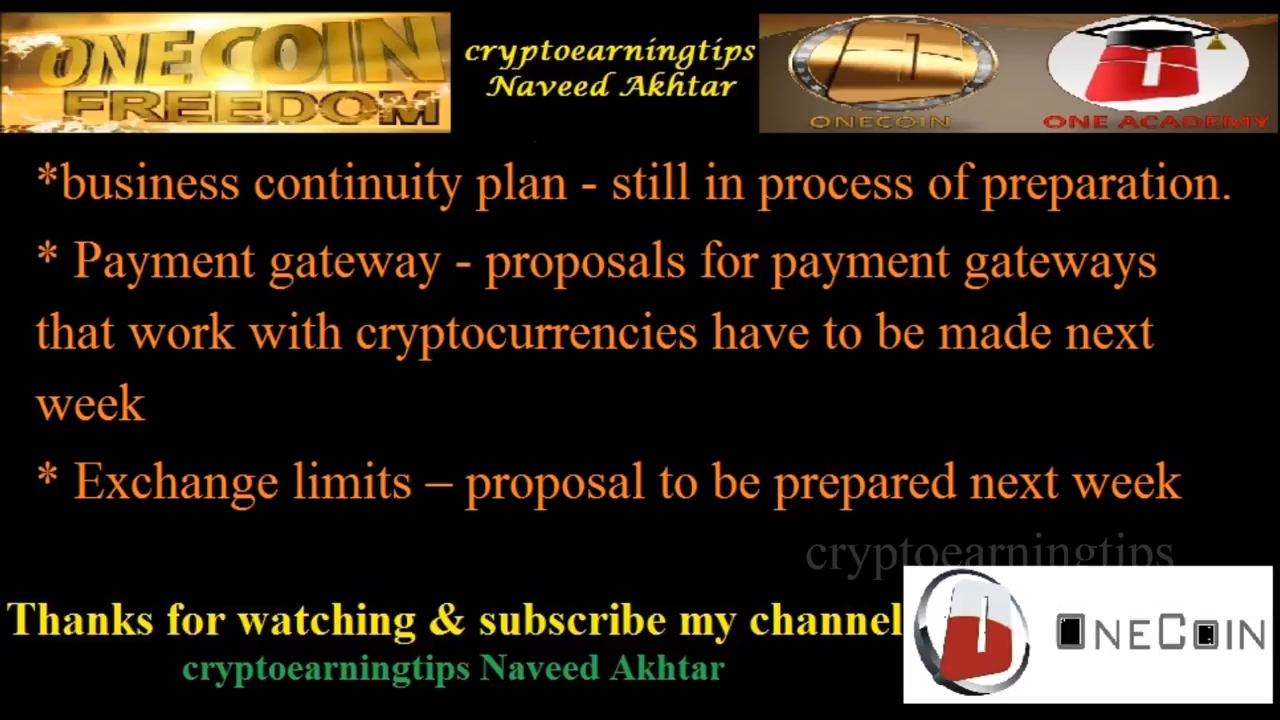 ONECOIN
FREEDOM
cryptoearningtips
Naveed Akhtar
ONECOIN
ONE ACADEMY
*business continuity plan - still in process of preparation.
* Payment gateway - proposals for payment gateways
that work with cryptocurrencies have to be made next
week
* Exchange limits – proposal to be prepared next week
cryptoearningtips
Thanks for watching & subscribe my channel
cryptoearningtips Naveed Akhtar
ONECOIN